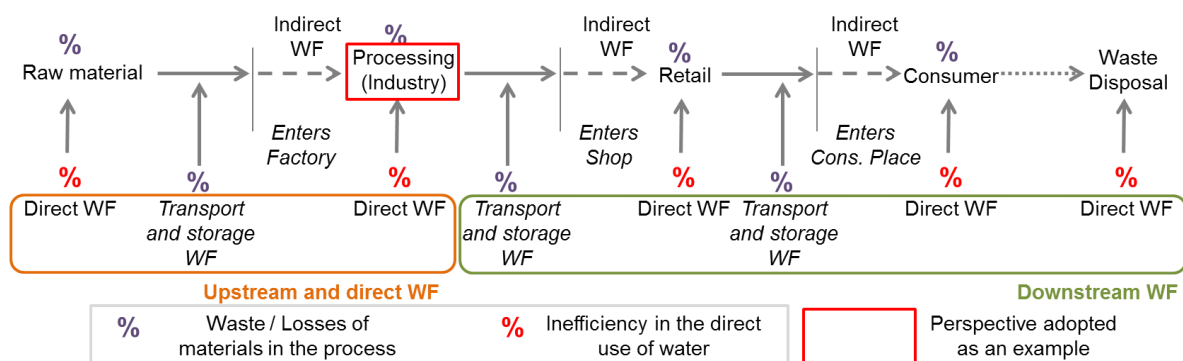 Indirect
WF
Indirect
WF
Indirect
WF
%
Raw material
%
Processing
(Industry)
%
Retail
%
Consumer
Waste
Disposal
Enters
Factory
Enters
Shop
Enters
Cons. Place
%
Direct WF
%
Transport
and storage
WF
%
Direct WF
%
Transport
and storage
WF
%
Direct WF
%
Transport
and storage
WF
%
Direct WF
%
Direct WF
Upstream and direct WF
Downstream WF
%
Waste / Losses of
materials in the process
%
Inefficiency in the direct
use of water
Perspective adopted
as an example